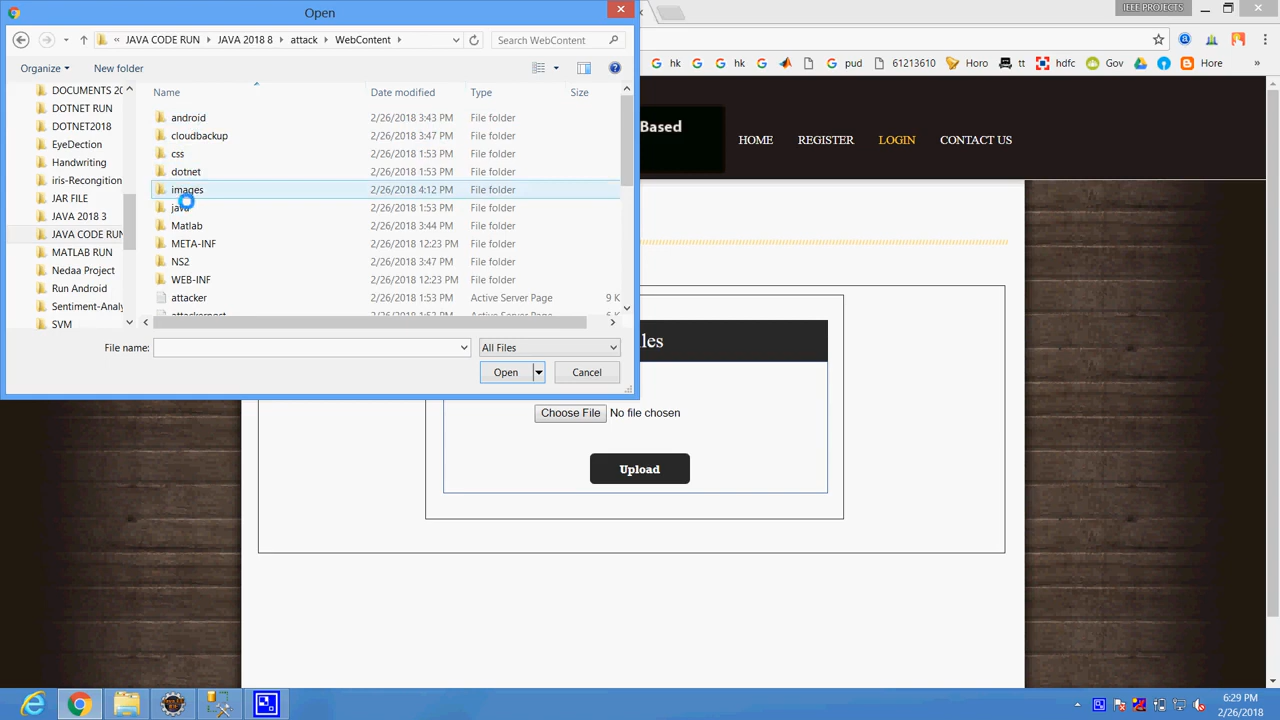 Open
IEEE PROJECTS
« JAVA CODE RUN JAVA 2018 8 attack WebContent
Search WebContent
Organize New folder
hk hk pud 61213610 Horo tt hdfc Gov Hore »
DOCUMENTS 20
DOTNET RUN
DOTNET2018
EyeDection
Handwriting
iris-Recongition
JAR FILE
JAVA 2018 3
JAVA CODE RUN
MATLAB RUN
Nedaa Project
Run Android
Sentiment-Analy
SVM
Name Date modified Type Size
android 2/26/2018 3:43 PM File folder
cloudbackup 2/26/2018 3:47 PM File folder
css 2/26/2018 1:53 PM File folder
dotnet 2/26/2018 1:53 PM File folder
images 2/26/2018 4:12 PM File folder
java 2/26/2018 1:53 PM File folder
Matlab 2/26/2018 3:44 PM File folder
META-INF 2/26/2018 12:23 PM File folder
NS2 2/26/2018 3:47 PM File folder
WEB-INF 2/26/2018 12:23 PM File folder
attacker 2/26/2018 1:53 PM Active Server Page 9 K
File name: All Files
Open Cancel
Based
HOME REGISTER LOGIN CONTACT US
les
Choose File No file chosen
Upload
6:29 PM
2/26/2018